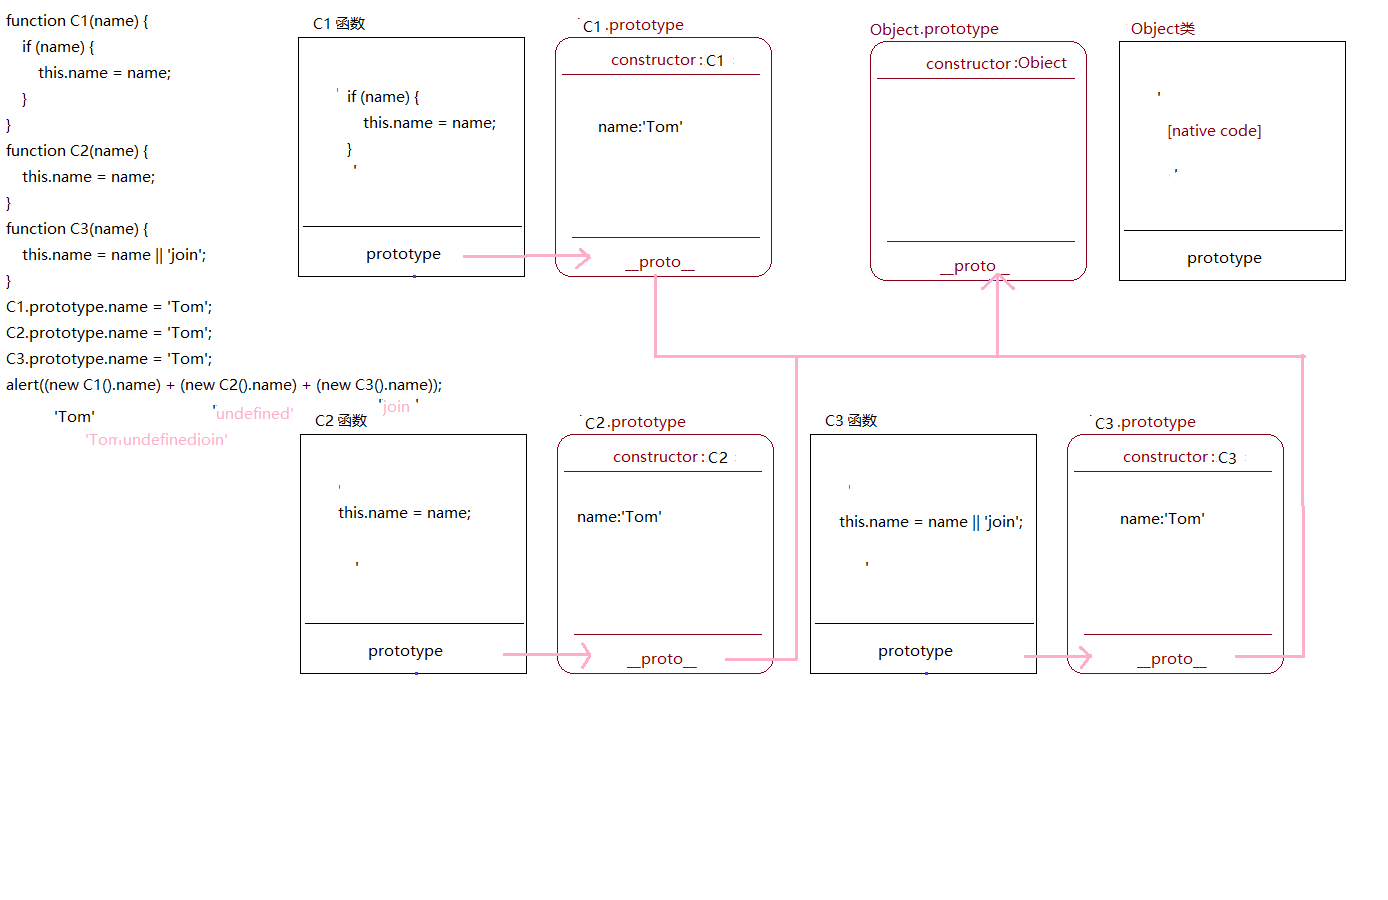 function C1(name) {
if (name) {
this.name = name;
}
}
function C2(name) {
this.name = name;
}
function C3(name) {
this.name = name || 'join';
}
C1.prototype.name = 'Tom';
C2.prototype.name = 'Tom';
C3.prototype.name = 'Tom';
alert((new C1().name) + (new C2().name) + (new C3().name));
'Tom'
'undefined'
'join '
'Tomundefinedjoin'
C1 函数
'
if (name) {
this.name = name;
}
'
prototype
C1.prototype
constructor : C1
name:'Tom'
__proto__
Object.prototype
constructor :Object
__proto__
Object类
'
[native code]
'
prototype
C2 函数
'
this.name = name;
'
prototype
C2.prototype
constructor : C2
name:'Tom'
__proto__
C3 函数
'
this.name = name || 'join';
'
prototype
C3.prototype
constructor : C3
name:'Tom'
__proto__